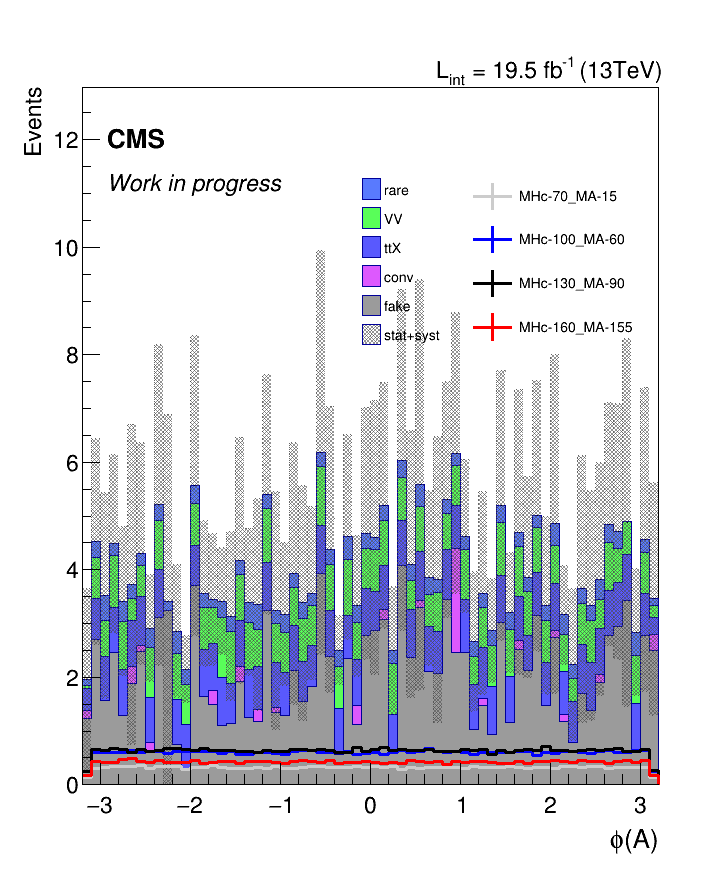 L_int = 19.5 fb^-1 (13TeV)
Events
CMS
Work in progress
rare
VV
ttX
conv
fake
stat+syst
MHc-70_MA-15
MHc-100_MA-60
MHc-130_MA-90
MHc-160_MA-155
12
10
8
6
4
2
0
−3 −2 −1 0 1 2 3
ϕ(A)